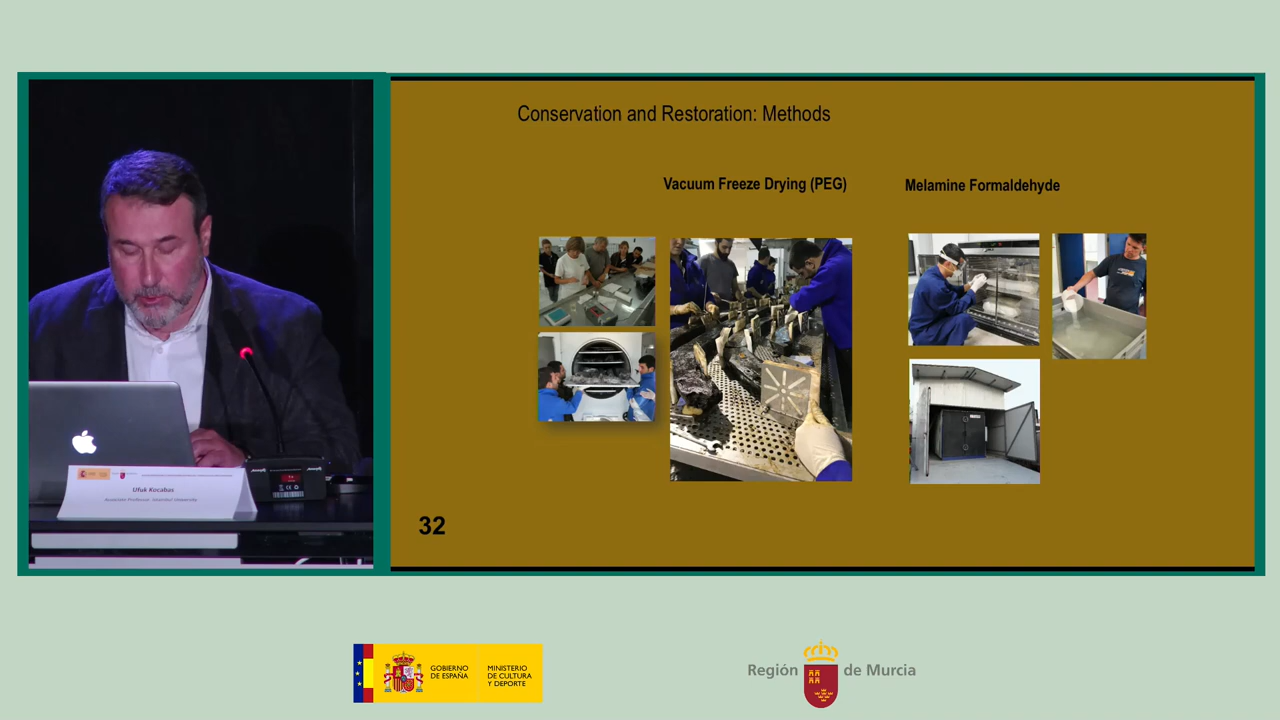 Conservation and Restoration: Methods
Vacuum Freeze Drying (PEG)
Melamine Formaldehyde
32
Ufuk Kocabas
GOBIERNO
DE ESPAÑA
MINISTERIO
DE CULTURA
Y DEPORTE
Región de Murcia